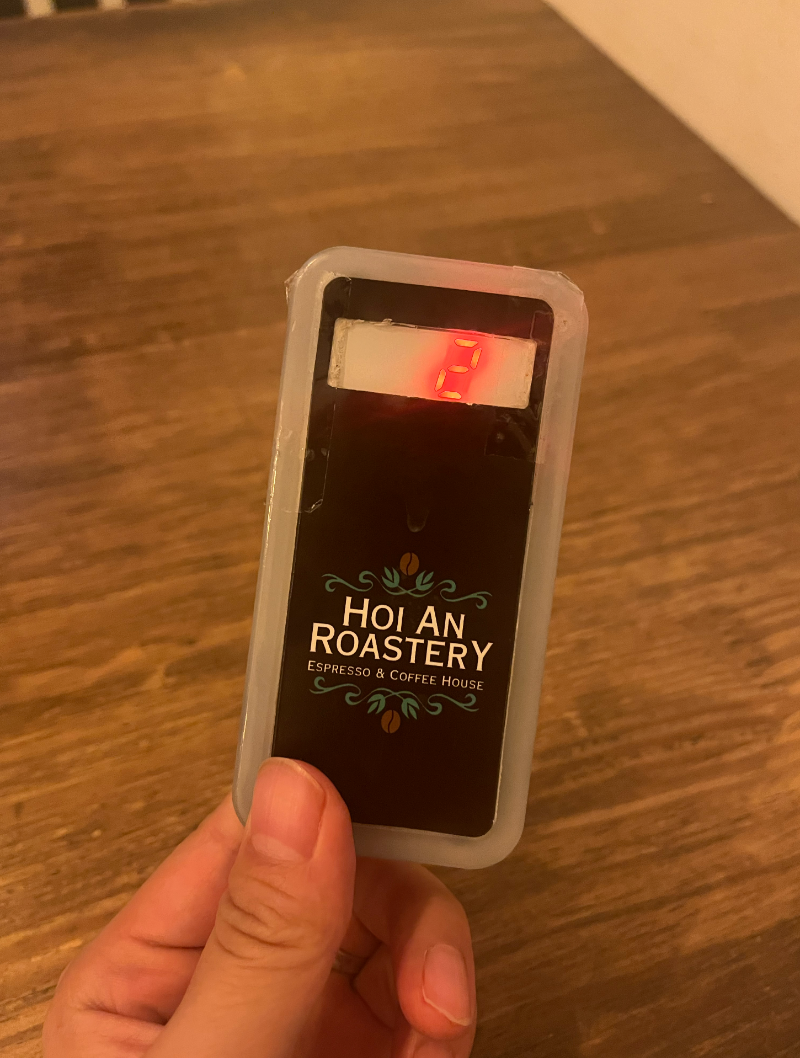 2
HOI AN
ROASTERY
ESPRESSO & COFFEE HOUSE